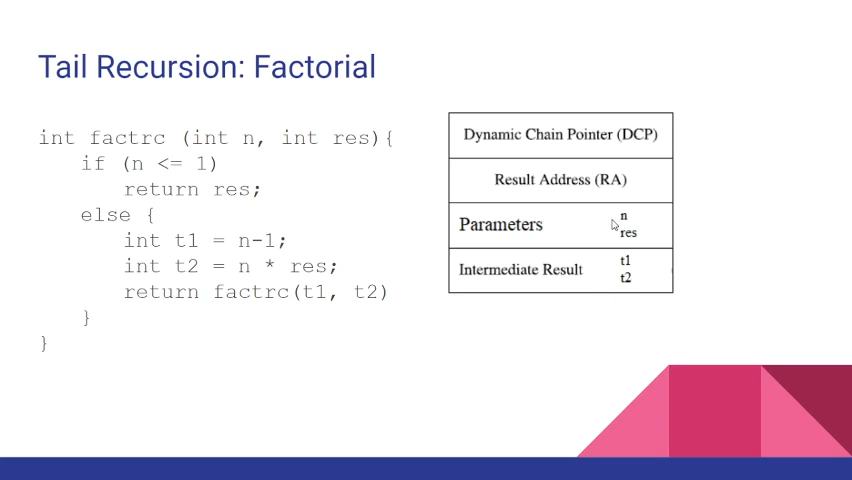 Tail Recursion: Factorial
int factrc (int n, int res){
if (n <= 1)
return res;
else {
int t1 = n-1;
int t2 = n * res;
return factrc(t1, t2)
}
}
Dynamic Chain Pointer (DCP)
Result Address (RA)
Parameters n
res
Intermediate Result t1
t2